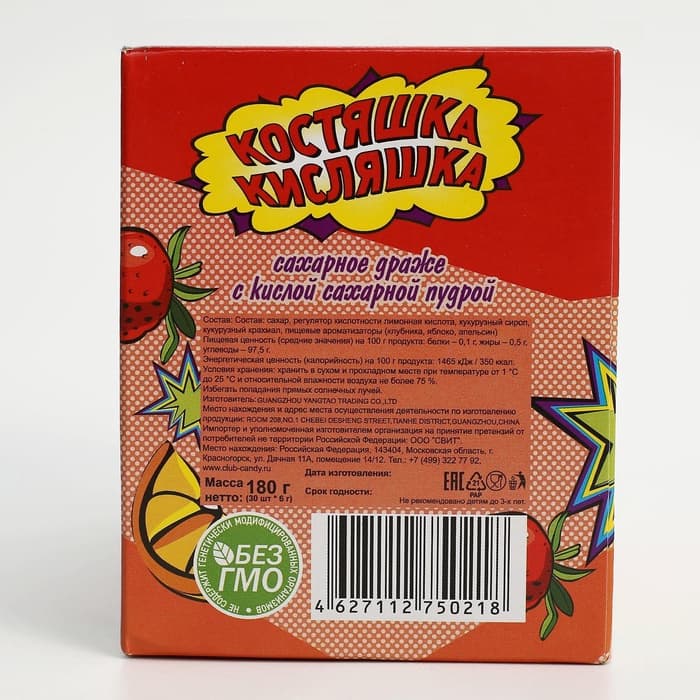 КОСТЯШКА
КИСЛЯШКА
сахарное драже
с кислой сахарной пудрой
Состав: Состав: сахар, регулятор кислотности лимонная кислота, кукурузный сироп,
кукурузный крахмал, пищевые ароматизаторы (клубника, яблоко, апельсин)
Пищевая ценность (средние значения) на 100 г продукта: белки – 0,1 г, жиры – 0,5 г,
углеводы – 97,5 г.
Энергетическая ценность (калорийность) на 100 г продукта: 1465 кДж / 350 ккал.
Условия хранения: хранить в сухом и прохладном месте при температуре от 1 °С
до 25 °С и относительной влажности воздуха не более 75 %.
Избегать попадания прямых солнечных лучей.
Изготовитель: GUANGZHOU YANGTAO TRADING CO.,LTD
Место нахождения и адрес места осуществления деятельности по изготовлению
продукции: ROOM 208,NO.1 CHEBEI DESHENG STREET,TIANHE DISTRICT,GUANGZHOU,CHINA
Импортер и уполномоченная изготовителем организация на принятие претензий от
потребителей не территории Российской Федерации: ООО "СВИТ".
Место нахождения: Российская Федерация, 143404, Московская область, г.
Красногорск, ул. Дачная 11А, помещение 14/12. Тел.: +7 (499) 322 77 92,
www.club-candy.ru
Масса
нетто: 180 г
(30 шт * 6 г)
Дата изготовления:
Срок годности:
EAC
21
PAP
Не рекомендовано детям до 3-х лет.
НЕ СОДЕРЖИТ ГЕНЕТИЧЕСКИ МОДИФИЦИРОВАННЫХ ОРГАНИЗМОВ
БЕЗ
ГМО
4 627112 750218